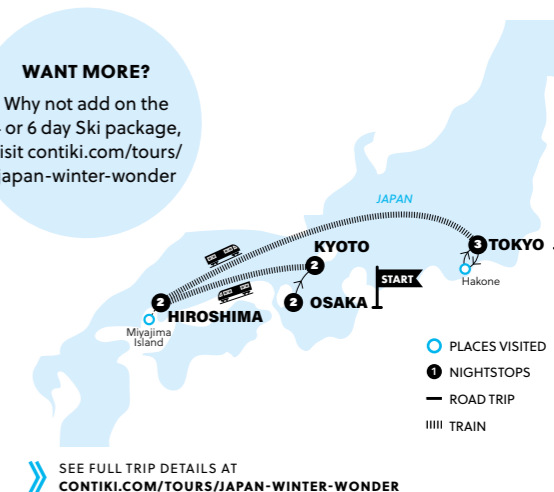 WANT MORE?
Why not add on the
or 6 day Ski package,
isit contiki.com/tours/
japan-winter-wonder
JAPAN
3 TOKYO
KYOTO
2
START
Hakone
2 OSAKA
2 HIROSHIMA
Miyajima
Island
PLACES VISITED
1 NIGHTSTOPS
ROAD TRIP
TRAIN
SEE FULL TRIP DETAILS AT
CONTIKI.COM/TOURS/JAPAN-WINTER-WONDER